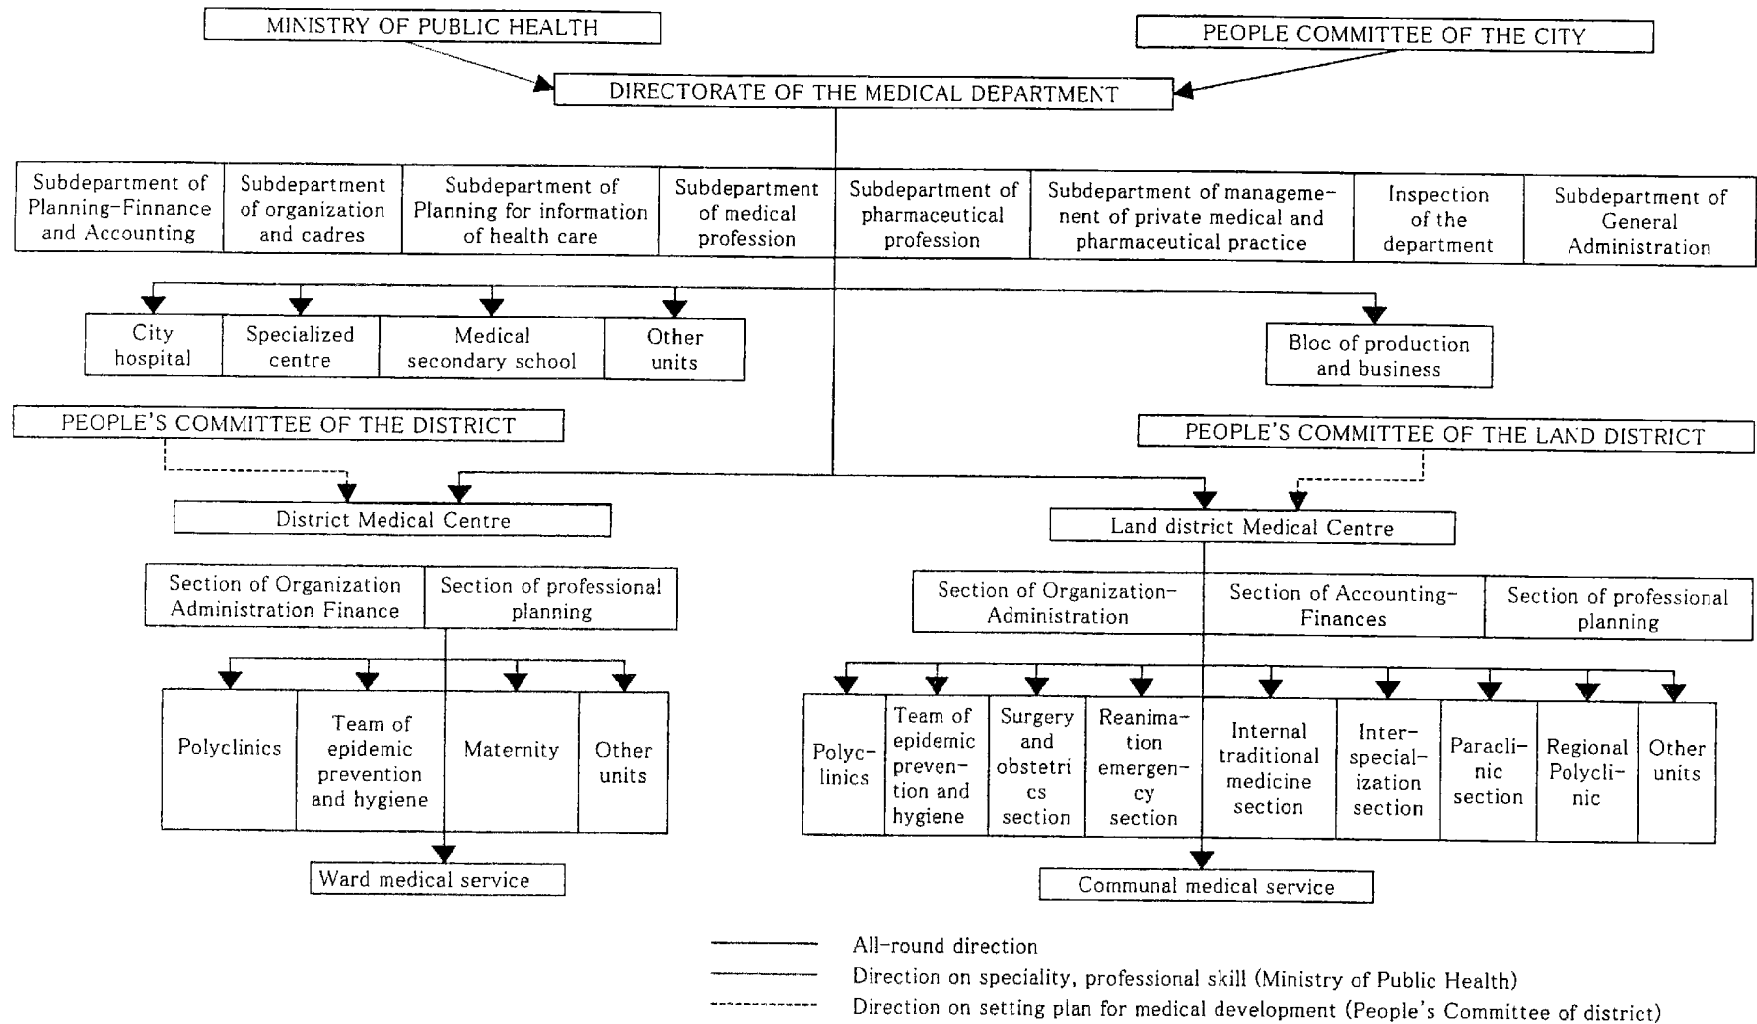 MINISTRY OF PUBLIC HEALTH
PEOPLE COMMITTEE OF THE CITY
DIRECTORATE OF THE MEDICAL DEPARTMENT
Subdepartment of
Planning-Finnance
and Accounting
Subdepartment
of organization
and cadres
Subdepartment of
Planning for information
of health care
Subdepartment
of medical
profession
Subdepartment of
pharmaceutical
profession
Subdepartment of manageme-
nent of private medical and
pharmaceutical practice
Inspection
of the
department
Subdepartment of
General
Administration
City
hospital
Specialized
centre
Medical
secondary school
Other
units
Bloc of production
and business
PEOPLE'S COMMITTEE OF THE DISTRICT
PEOPLE'S COMMITTEE OF THE LAND DISTRICT
District Medical Centre
Land district Medical Centre
Section of Organization
Administration Finance
Section of professional
planning
Section of Organization-
Administration
Section of Accounting-
Finances
Section of professional
planning
Polyclinics
Team of
epidemic
prevention
and hygiene
Maternity
Other
units
Polyc-
linics
Team of
epidemic
preven-
tion and
hygiene
Surgery
and
obstetri
cs
section
Reanima-
tion
emergen-
cy
section
Internal
traditional
medicine
section
Inter-
special-
ization
section
Paracli-
nic
section
Regional
Polycli-
nic
Other
units
Ward medical service
Communal medical service
All-round direction
Direction on speciality, professional skill (Ministry of Public Health)
Direction on setting plan for medical development (People's Committee of district)